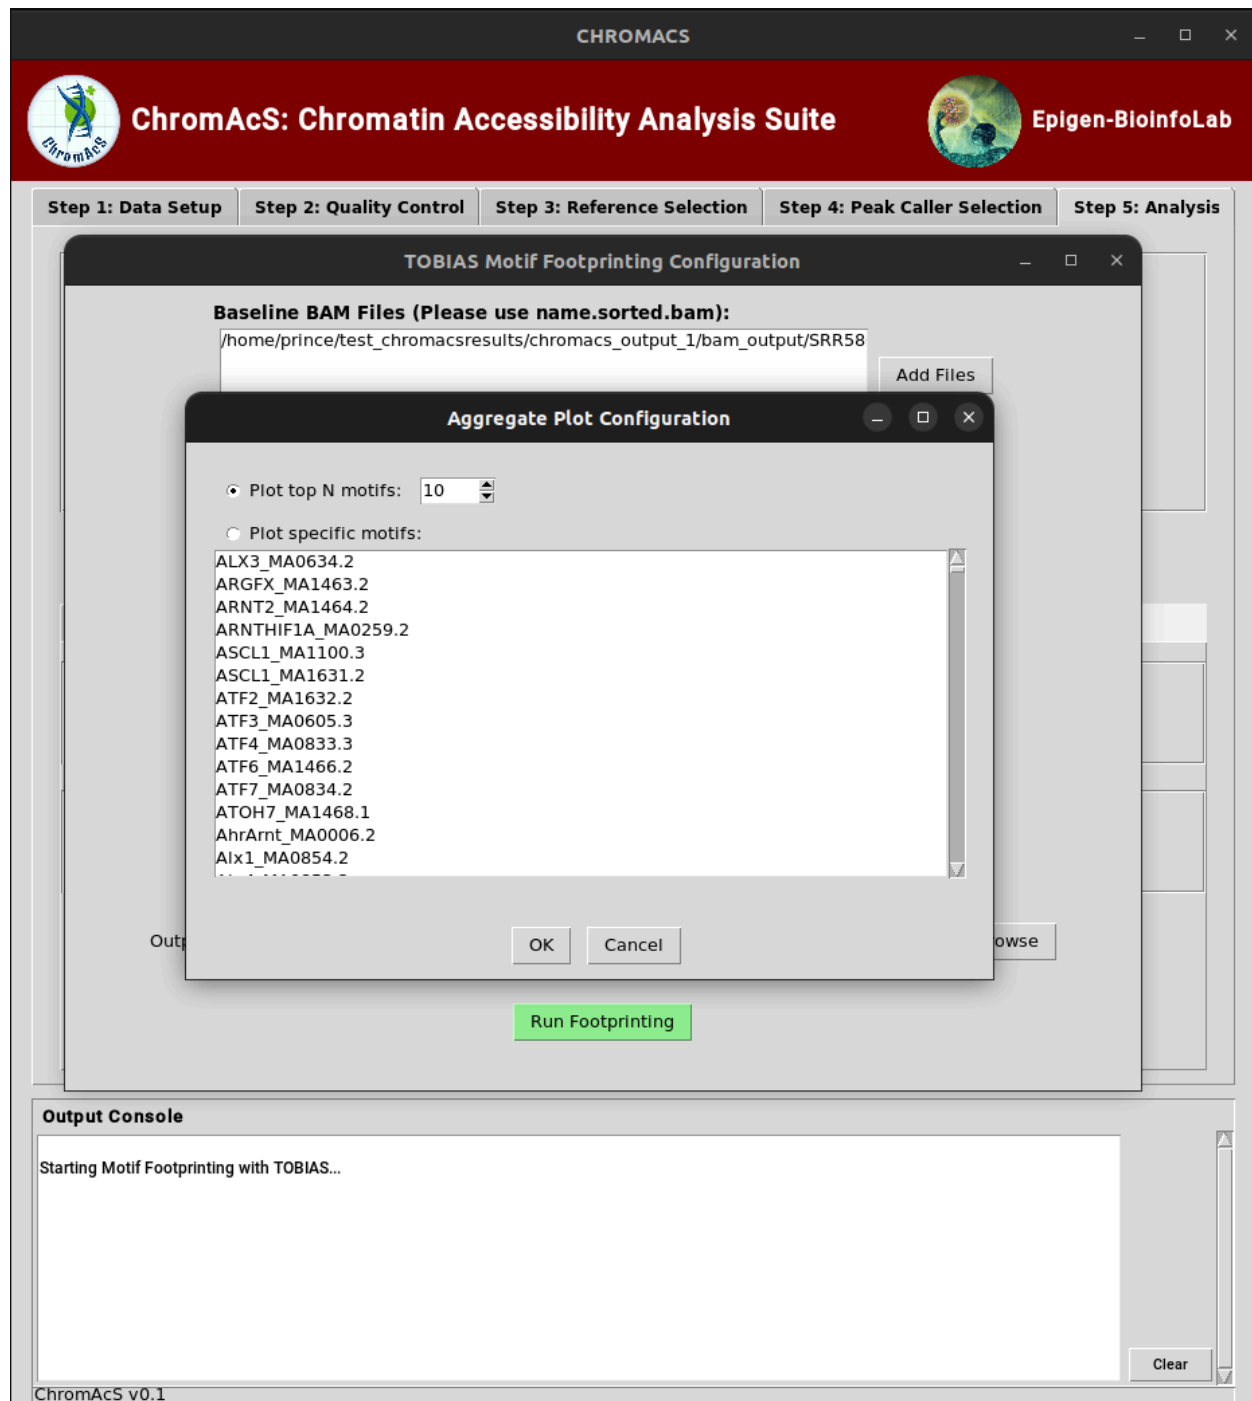 CHROMACS
ChromAcS
ChromAcS: Chromatin Accessibility Analysis Suite
Epigen-BioinfoLab
Step 1: Data Setup
Step 2: Quality Control
Step 3: Reference Selection
Step 4: Peak Caller Selection
Step 5: Analysis
TOBIAS Motif Footprinting Configuration
Baseline BAM Files (Please use name.sorted.bam):
/home/prince/test_chromacsresults/chromacs_output_1/bam_output/SRR58
Add Files
Aggregate Plot Configuration
Plot top N motifs: 10
Plot specific motifs:
ALX3_MA0634.2
ARGFX_MA1463.2
ARNT2_MA1464.2
ARNTHIF1A_MA0259.2
ASCL1_MA1100.3
ASCL1_MA1631.2
ATF2_MA1632.2
ATF3_MA0605.3
ATF4_MA0833.3
ATF6_MA1466.2
ATF7_MA0834.2
ATOH7_MA1468.1
AhrArnt_MA0006.2
Alx1_MA0854.2
Outp
OK
Cancel
owse
Run Footprinting
Output Console
Starting Motif Footprinting with TOBIAS...
Clear
ChromAcS v0.1